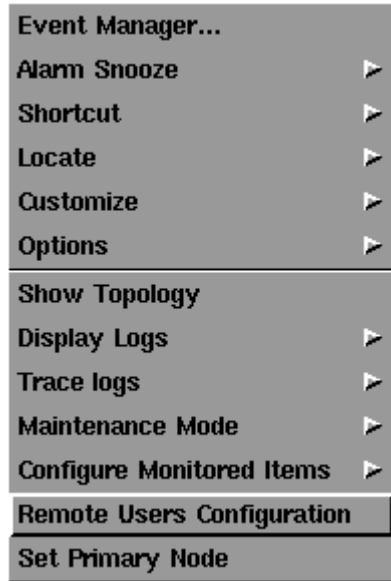 Event Manager...
Alarm Snooze
Shortcut
Locate
Customize
Options
Show Topology
Display Logs
Trace logs
Maintenance Mode
Configure Monitored Items
Remote Users Configuration
Set Primary Node